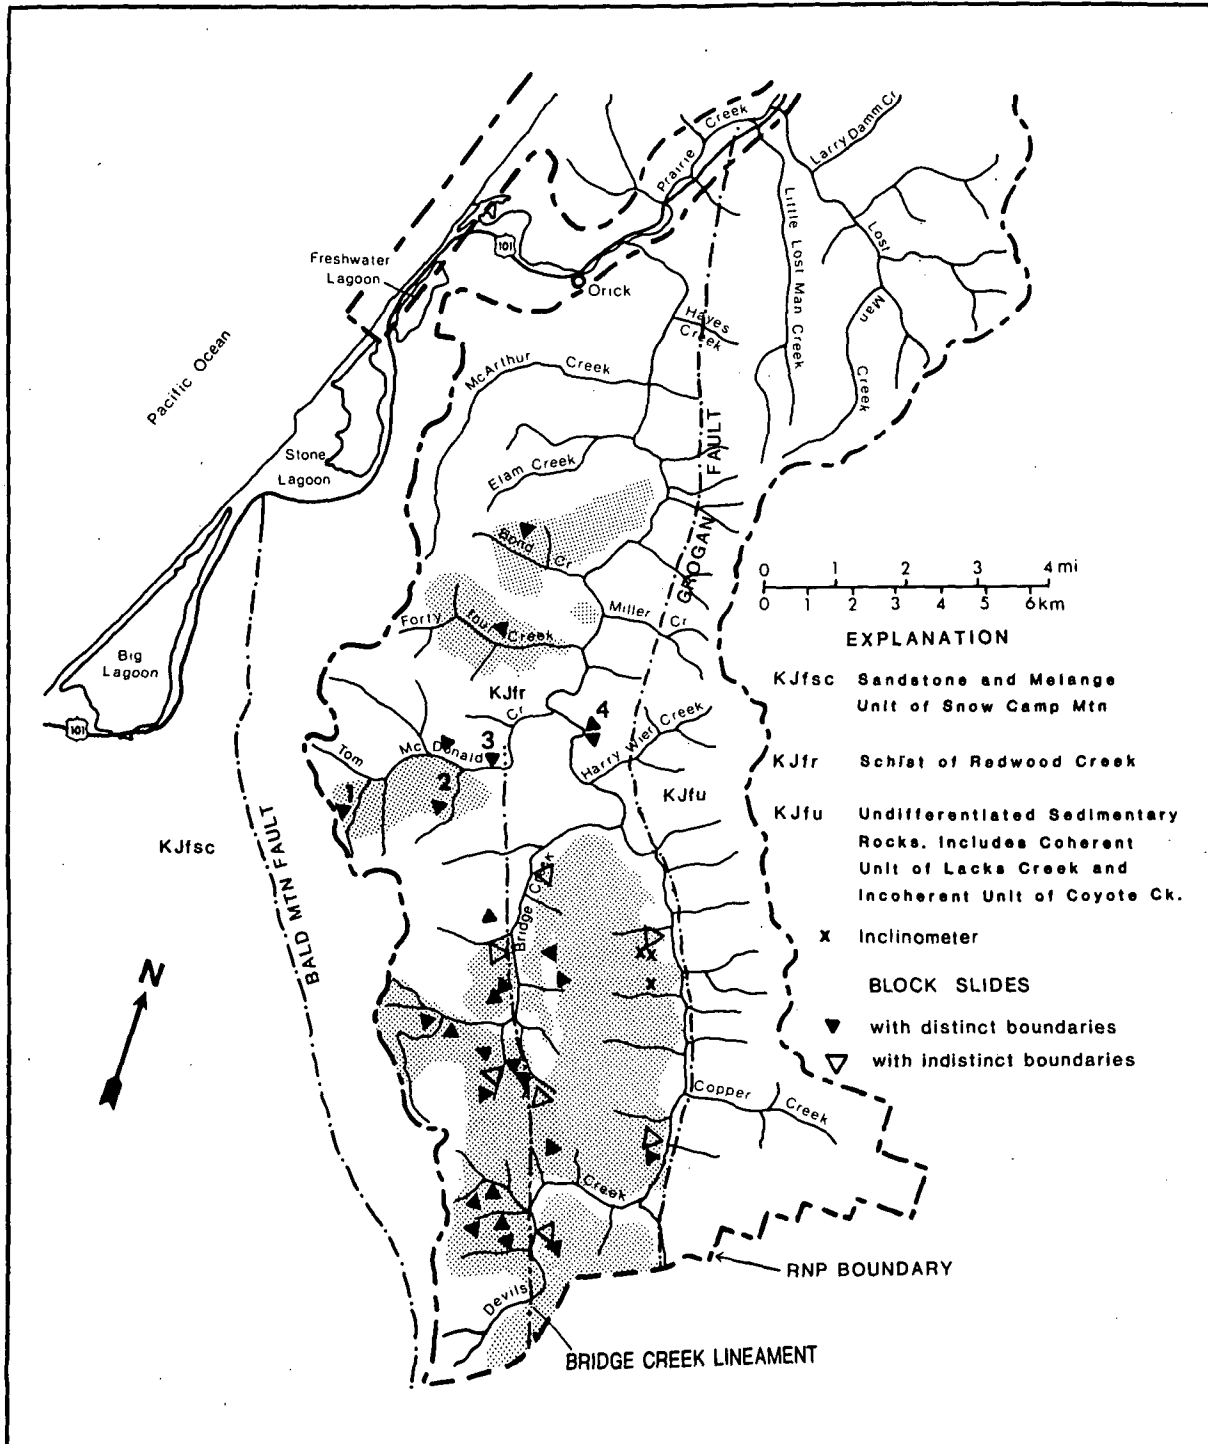 Prairie
Creek
Larry Damm Cr
Little Lost Man Creek
Lost
Man
Creek
101
Freshwater
Lagoon
Orick
Hayes
Creek
Pacific Ocean
McArthur Creek
Stone
Lagoon
Elam Creek
GROGAN FAULT
Bond Cr
0 1 2 3 4 mi
0 1 2 3 4 5 6km
Forty four Creek
Miller Cr
EXPLANATION
Big
Lagoon
KJfsc Sandstone and Melange
Unit of Snow Camp Mtn
KJfr
101
Tom Mc Donald Cr
3
4
Harry Wier Creek
KJfr Schist of Redwood Creek
1
2
KJfu
KJfu Undifferentiated Sedimentary
Rocks. Includes Coherent
Unit of Lacks Creek and
Incoherent Unit of Coyote Ck.
KJfsc
BALD MTN FAULT
Bridge Creek
x Inclinometer
N
BLOCK SLIDES
with distinct boundaries
with indistinct boundaries
Copper Creek
Creek
RNP BOUNDARY
Devils
BRIDGE CREEK LINEAMENT